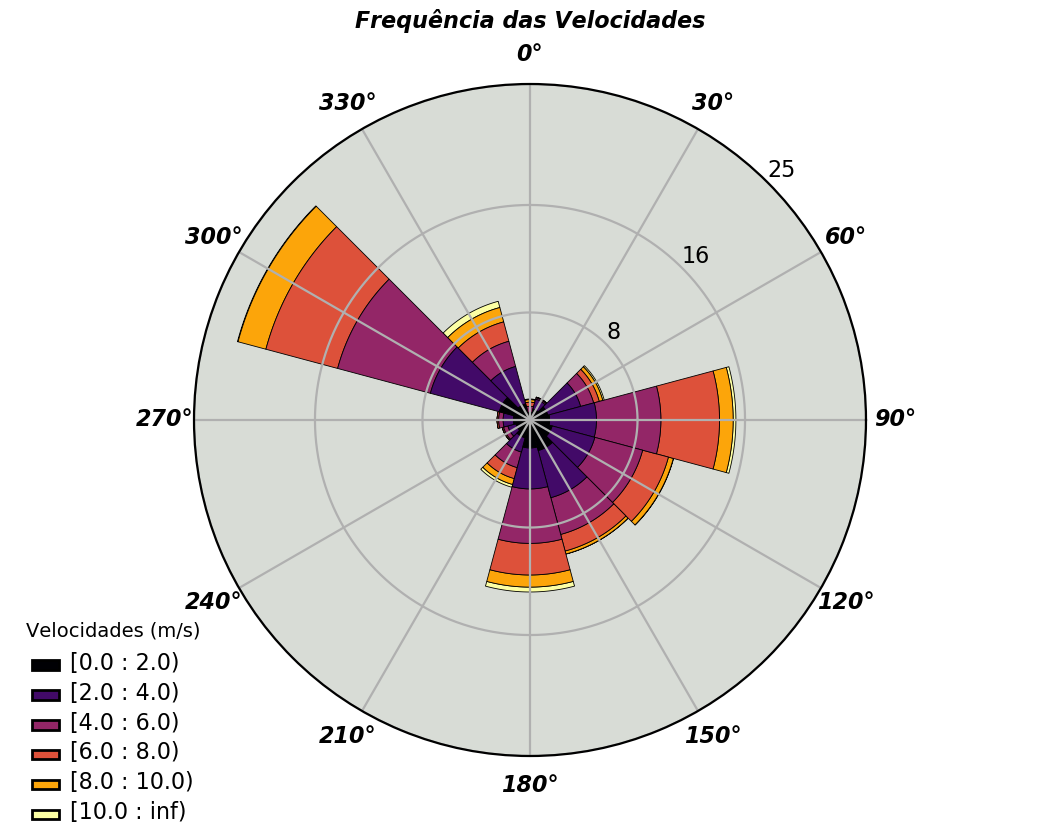 Frequência das Velocidades
0°
330°
30°
25
300°
60°
16
8
270°
90°
240°
120°
210°
150°
180°
Velocidades (m/s)
[0.0 : 2.0)
[2.0 : 4.0)
[4.0 : 6.0)
[6.0 : 8.0)
[8.0 : 10.0)
[10.0 : inf)